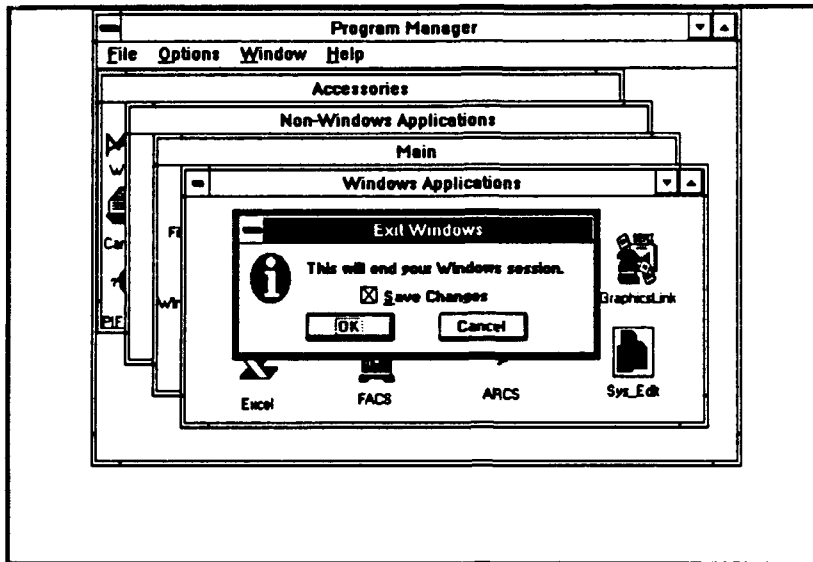 Program Manager
File Options Window Help
Accessories
Non-Windows Applications
Main
Windows Applications
Exit Windows
This will end your Windows session.
Save Changes
OK Cancel
GraphicsLink
Excel FACS ARCS Sys_Edit